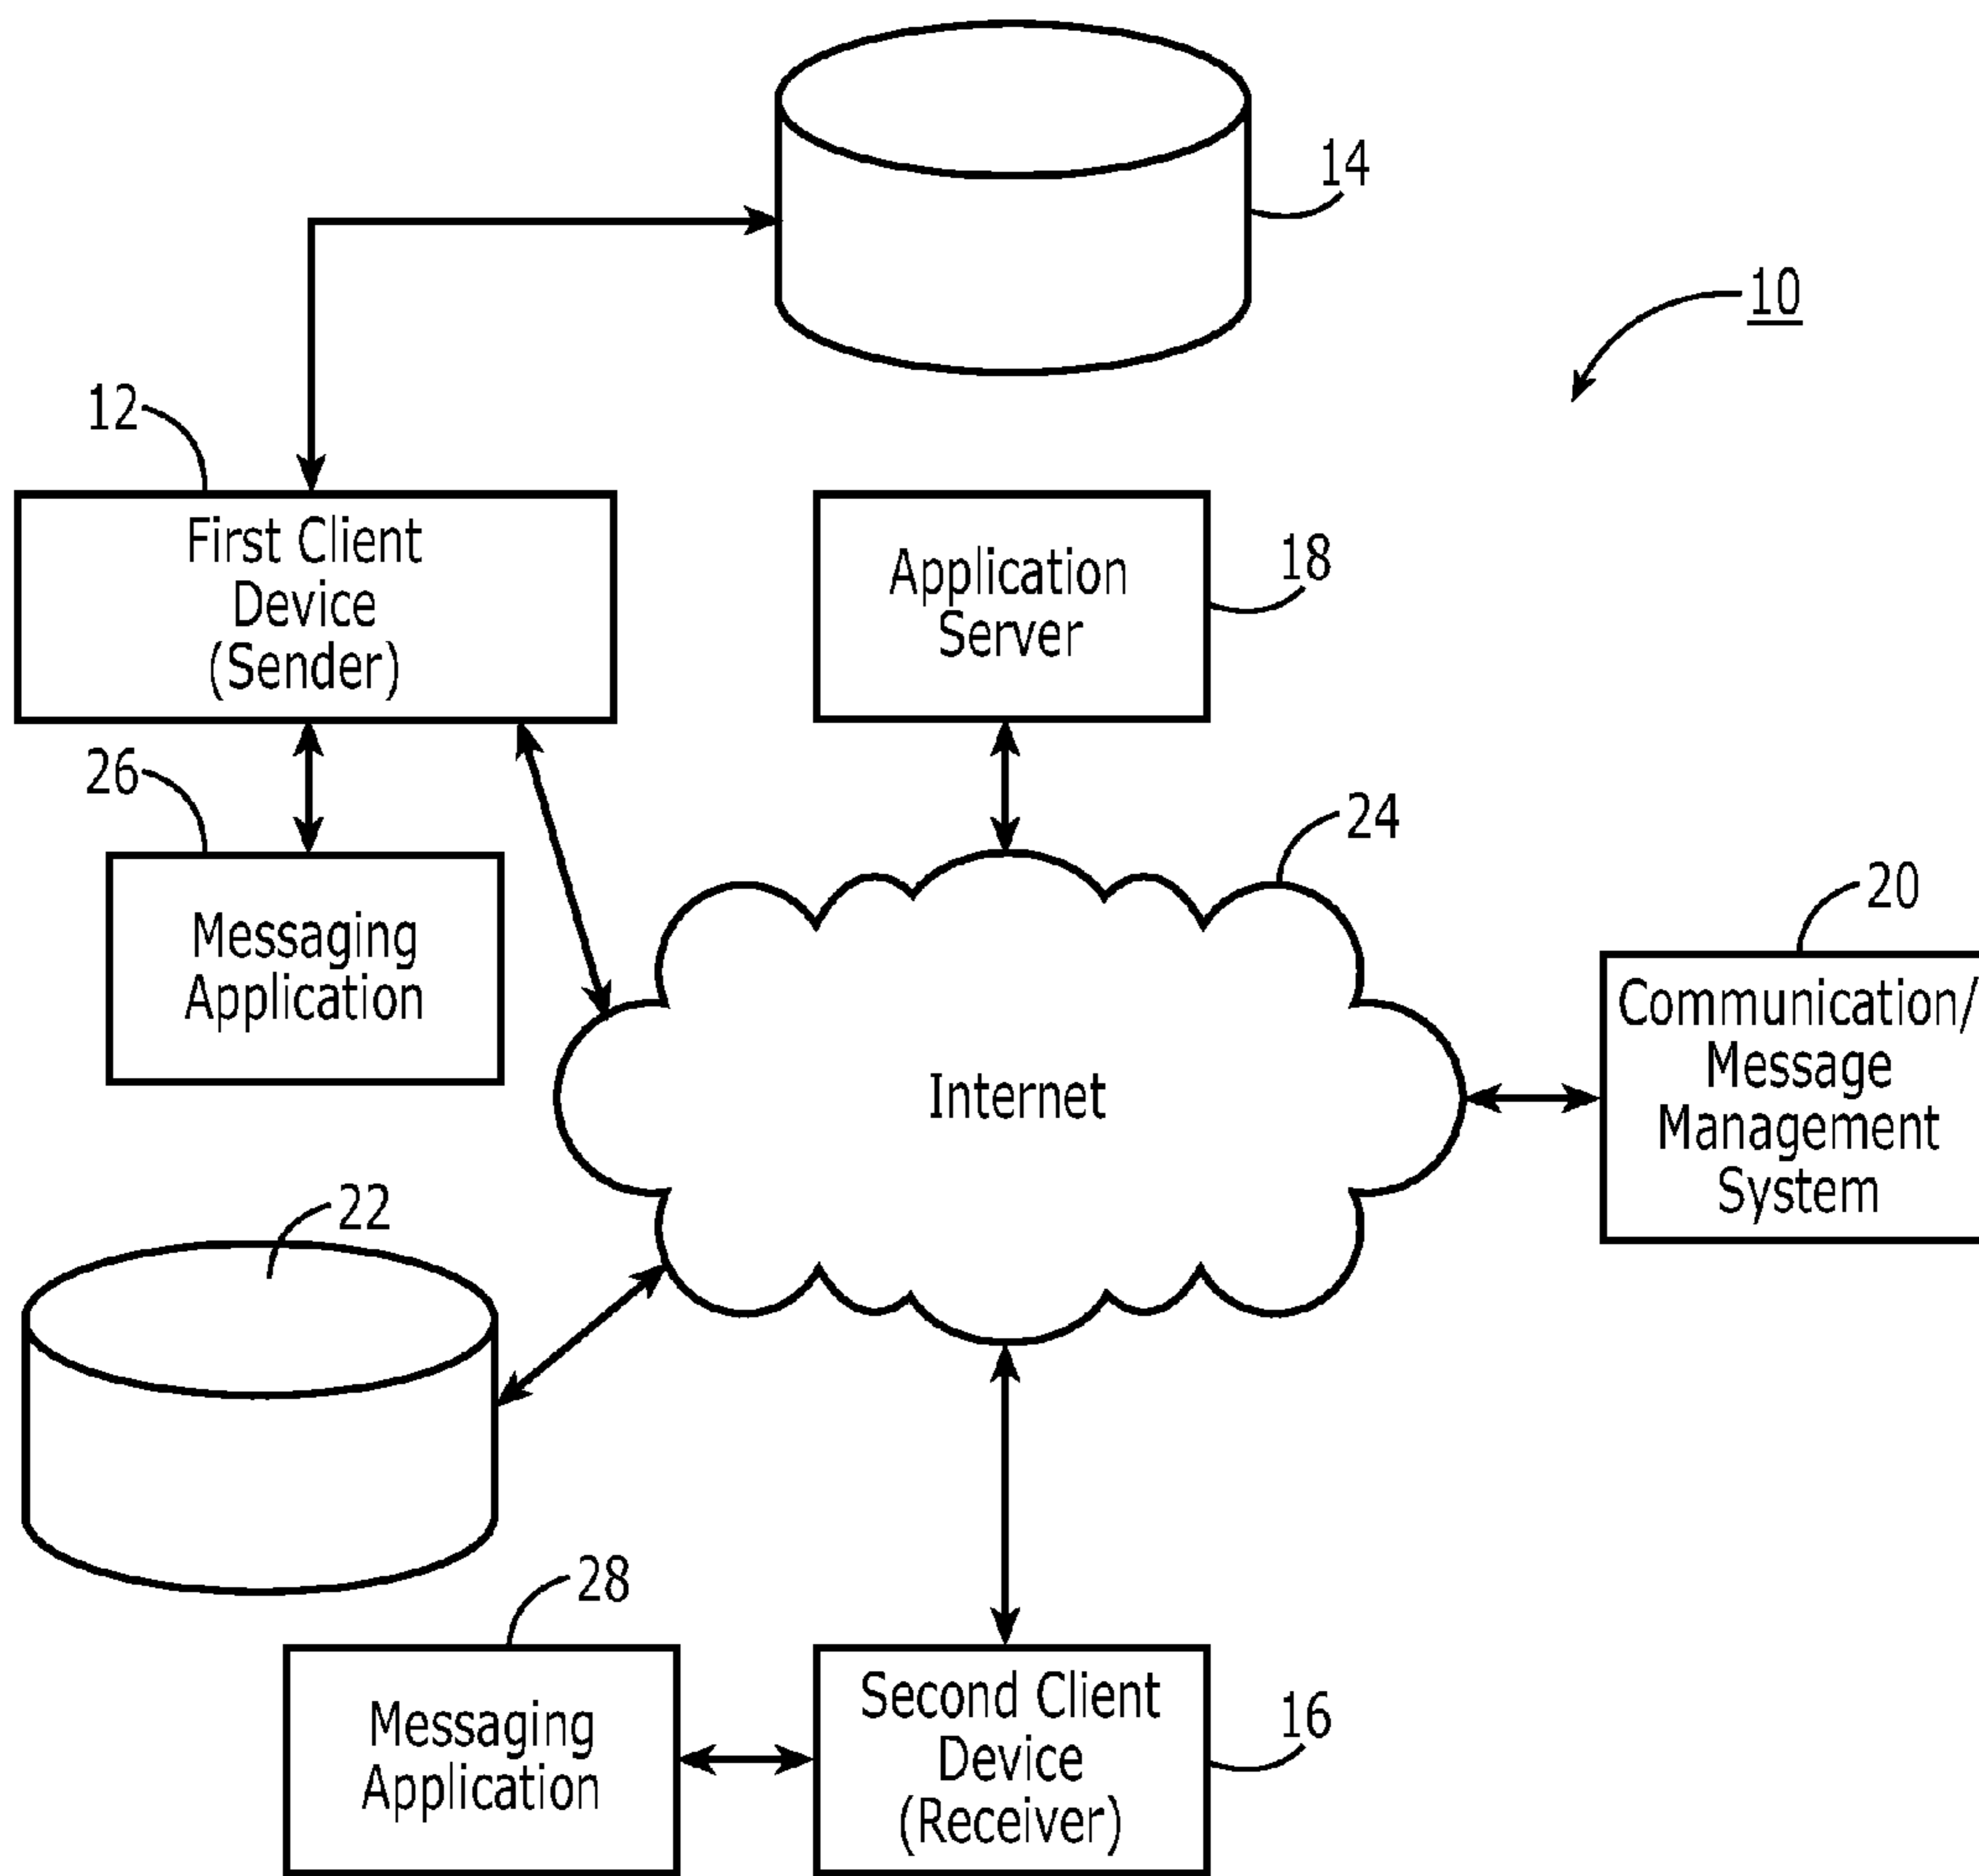 14
10
12
First Client
Device
(Sender)
Application
Server
18
26
Messaging
Application
24
20
Communication/
Message
Management
System
Internet
22
28
Messaging
Application
Second Client
Device
(Receiver)
16